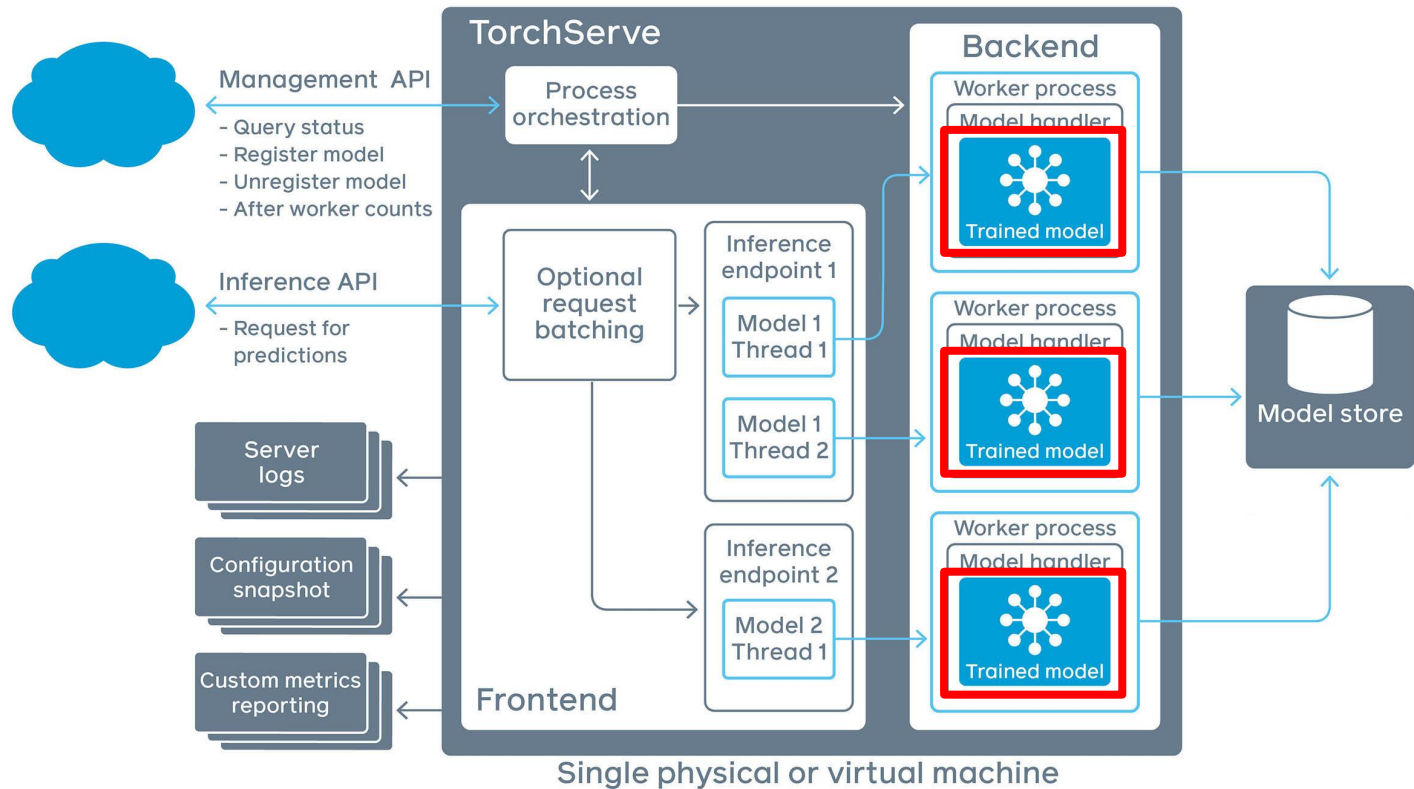 TorchServe
Backend
Management API
- Query status
- Register model
- Unregister model
- After worker counts
Process
orchestration
Worker process
Model handler
Trained model
Inference API
- Request for
predictions
Optional
request
batching
Inference
endpoint 1
Model 1
Thread 1
Model 1
Thread 2
Worker process
Model handler
Trained model
Model store
Server
logs
Configuration
snapshot
Custom metrics
reporting
Inference
endpoint 2
Model 2
Thread 1
Worker process
Model handler
Trained model
Frontend
Single physical or virtual machine